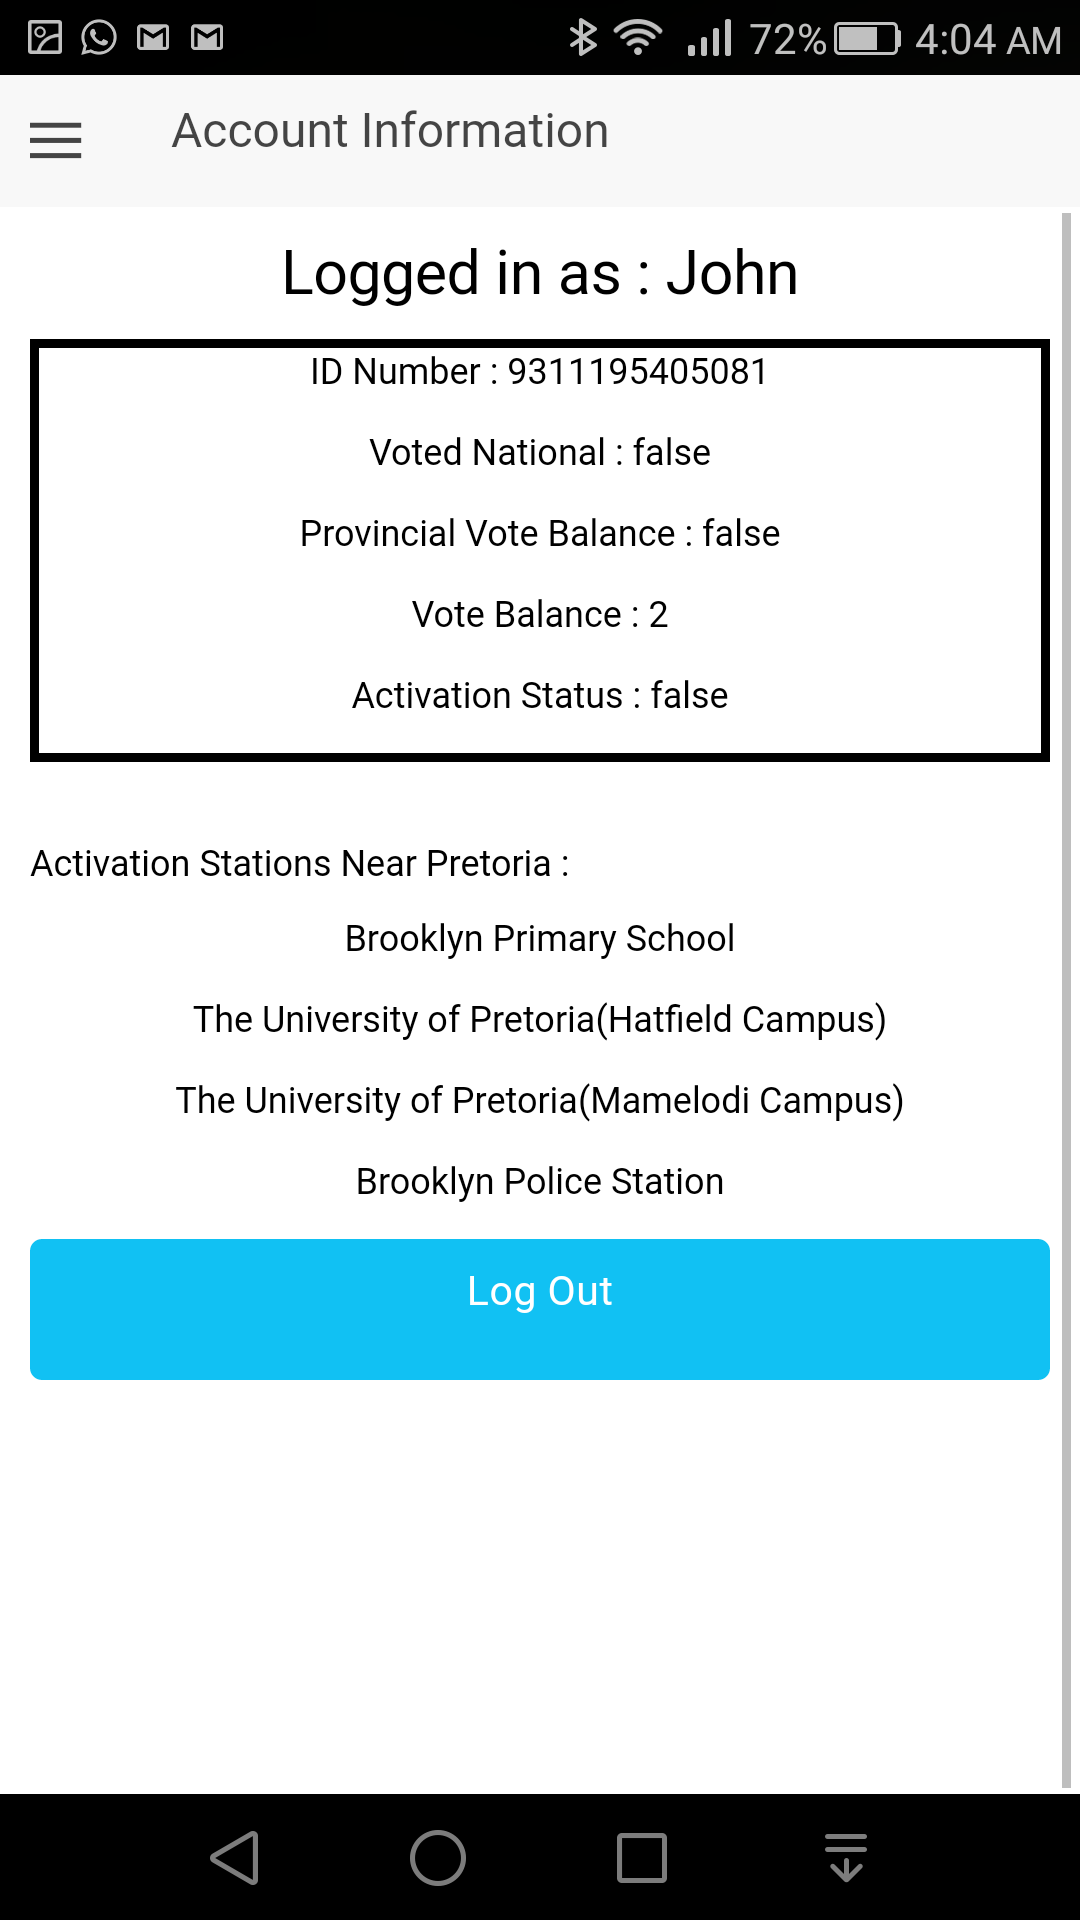 72% 4:04 AM
Account Information
Logged in as : John
ID Number : 9311195405081
Voted National : false
Provincial Vote Balance : false
Vote Balance : 2
Activation Status : false
Activation Stations Near Pretoria :
Brooklyn Primary School
The University of Pretoria(Hatfield Campus)
The University of Pretoria(Mamelodi Campus)
Brooklyn Police Station
Log Out